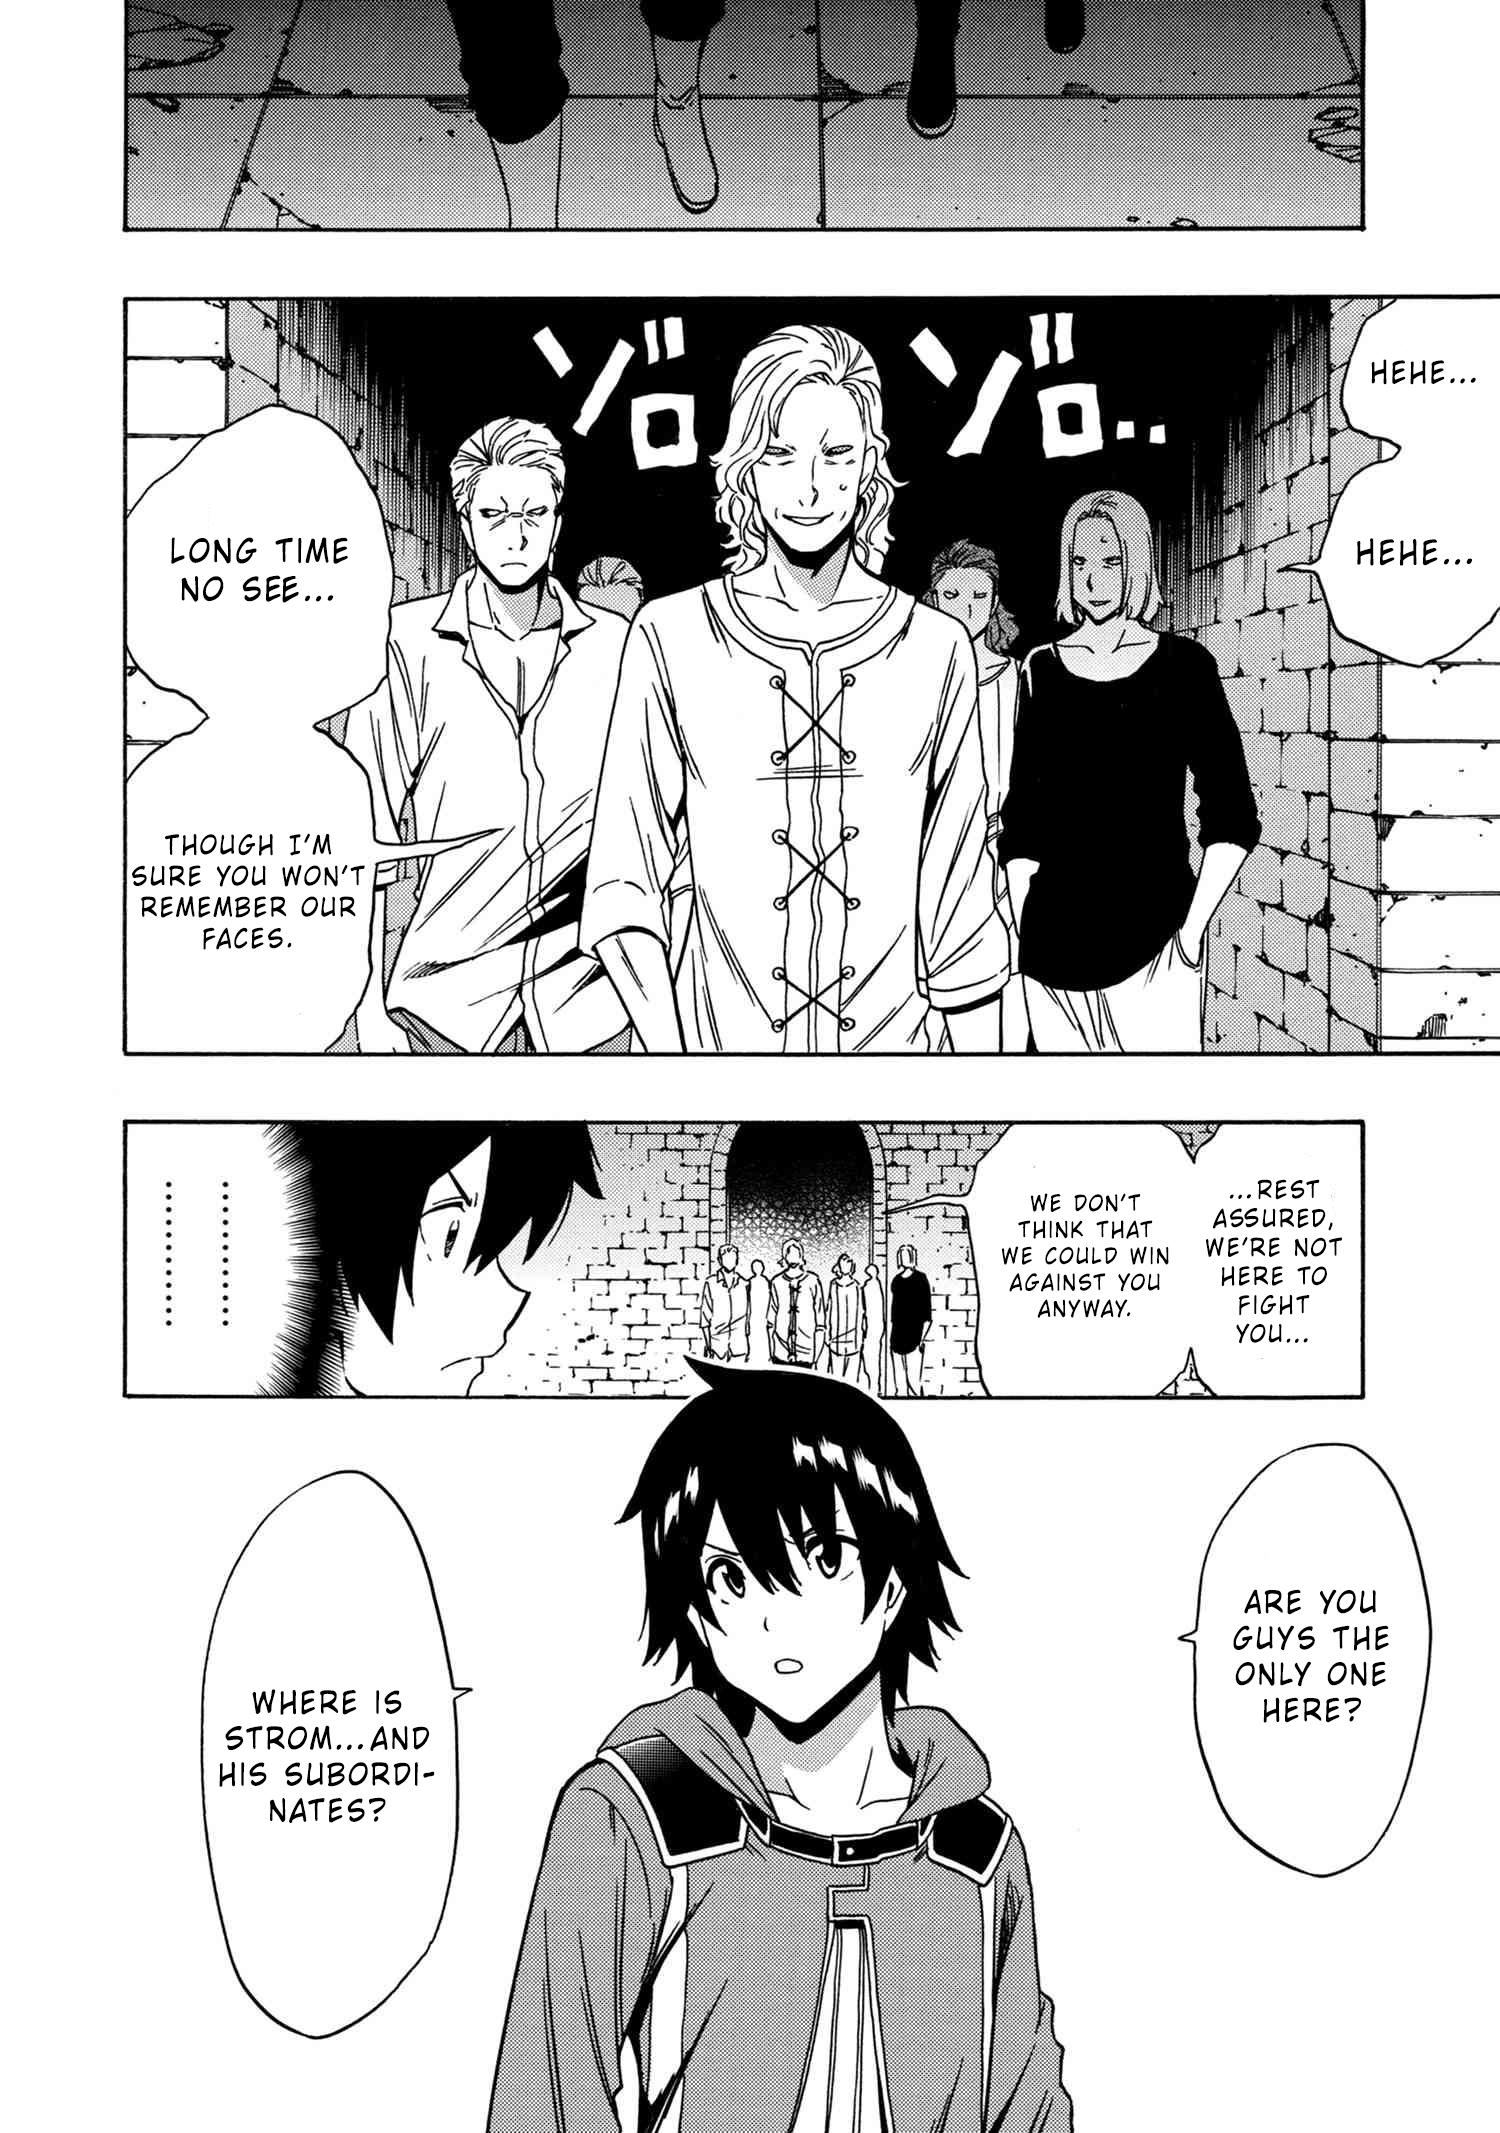 HEHE...
HEHE...
ゾロ
ゾロ..
LONG TIME
NO SEE...
THOUGH I'M
SURE YOU WON'T
REMEMBER OUR
FACES.
...REST
ASSURED,
WE'RE NOT
HERE TO
FIGHT
YOU...
WE DON'T
THINK THAT
WE COULD WIN
AGAINST YOU
ANYWAY.
..........
..........
ARE YOU
GUYS THE
ONLY ONE
HERE?
WHERE IS
STROM...AND
HIS SUBORDI-
NATES?